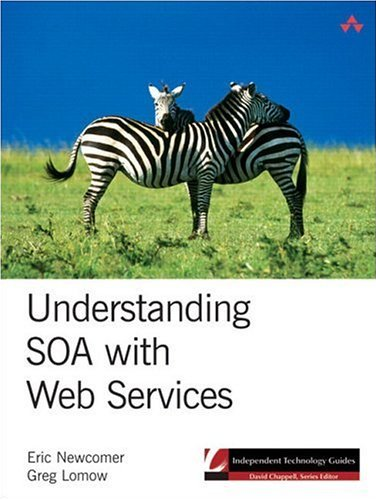 Understanding
SOA with
Web Services
Eric Newcomer
Greg Lomow
Independent Technology Guides
David Chappell, Series Editor